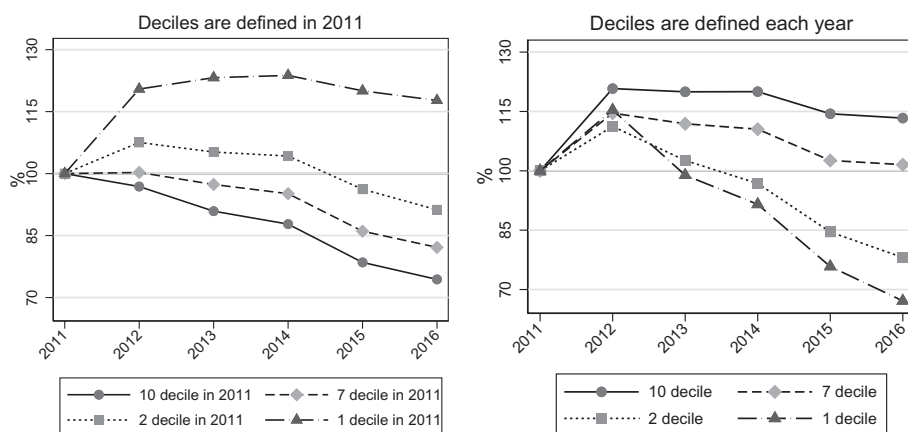 Deciles are defined in 2011
130
115
100
85
70
%
2011
2012
2013
2014
2015
2016
10 decile in 2011
7 decile in 2011
2 decile in 2011
1 decile in 2011
Deciles are defined each year
130
115
100
85
70
%
2011
2012
2013
2014
2015
2016
10 decile
7 decile
2 decile
1 decile